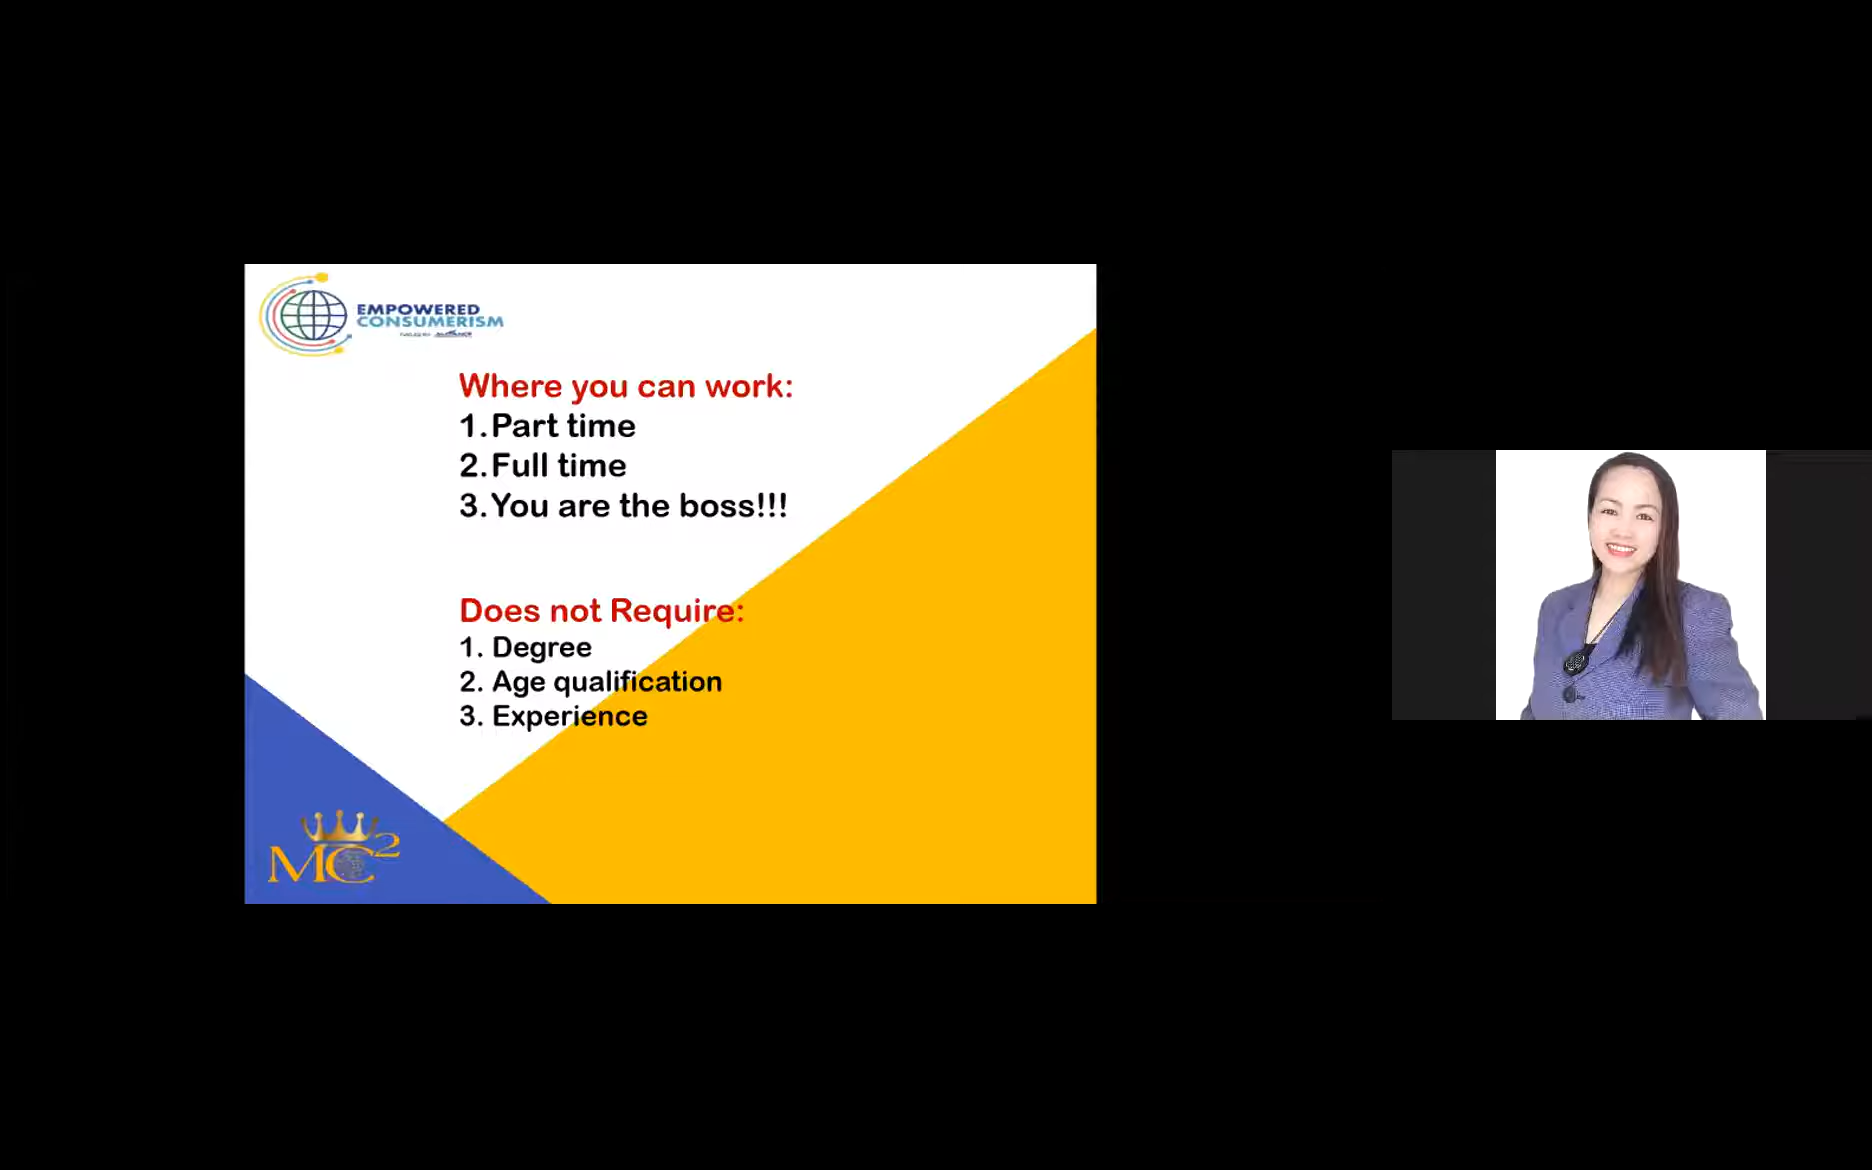 EMPOWERED
CONSUMERISM
Where you can work:
1. Part time
2. Full time
3. You are the boss!!!
Does not Require:
1. Degree
2. Age qualification
3. Experience
MC2